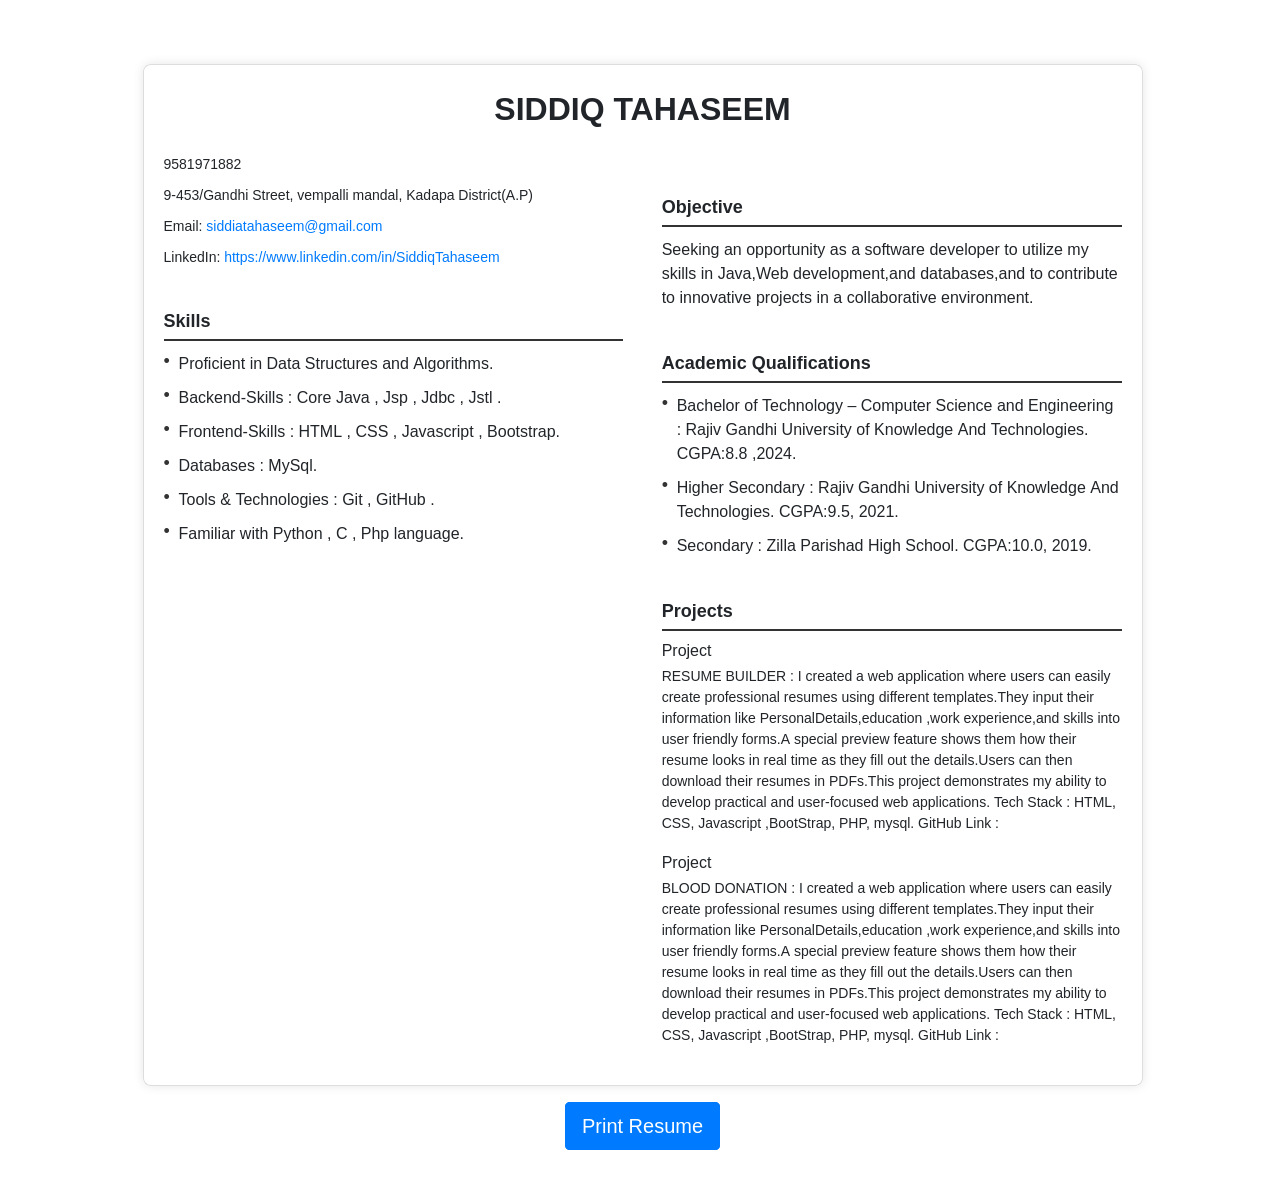 SIDDIQ TAHASEEM
9581971882
9-453/Gandhi Street, vempalli mandal, Kadapa District(A.P)
Email: siddiatahaseem@gmail.com
LinkedIn: https://www.linkedin.com/in/SiddiqTahaseem
Skills
• Proficient in Data Structures and Algorithms.
• Backend-Skills : Core Java , Jsp , Jdbc , Jstl .
• Frontend-Skills : HTML , CSS , Javascript , Bootstrap.
• Databases : MySql.
• Tools & Technologies : Git , GitHub .
• Familiar with Python , C , Php language.
Objective
Seeking an opportunity as a software developer to utilize my
skills in Java,Web development,and databases,and to contribute
to innovative projects in a collaborative environment.
Academic Qualifications
• Bachelor of Technology – Computer Science and Engineering
: Rajiv Gandhi University of Knowledge And Technologies.
CGPA:8.8 ,2024.
• Higher Secondary : Rajiv Gandhi University of Knowledge And
Technologies. CGPA:9.5, 2021.
• Secondary : Zilla Parishad High School. CGPA:10.0, 2019.
Projects
Project
RESUME BUILDER : I created a web application where users can easily
create professional resumes using different templates.They input their
information like PersonalDetails,education ,work experience,and skills into
user friendly forms.A special preview feature shows them how their
resume looks in real time as they fill out the details.Users can then
download their resumes in PDFs.This project demonstrates my ability to
develop practical and user-focused web applications. Tech Stack : HTML,
CSS, Javascript ,BootStrap, PHP, mysql. GitHub Link :
Project
BLOOD DONATION : I created a web application where users can easily
create professional resumes using different templates.They input their
information like PersonalDetails,education ,work experience,and skills into
user friendly forms.A special preview feature shows them how their
resume looks in real time as they fill out the details.Users can then
download their resumes in PDFs.This project demonstrates my ability to
develop practical and user-focused web applications. Tech Stack : HTML,
CSS, Javascript ,BootStrap, PHP, mysql. GitHub Link :
Print Resume